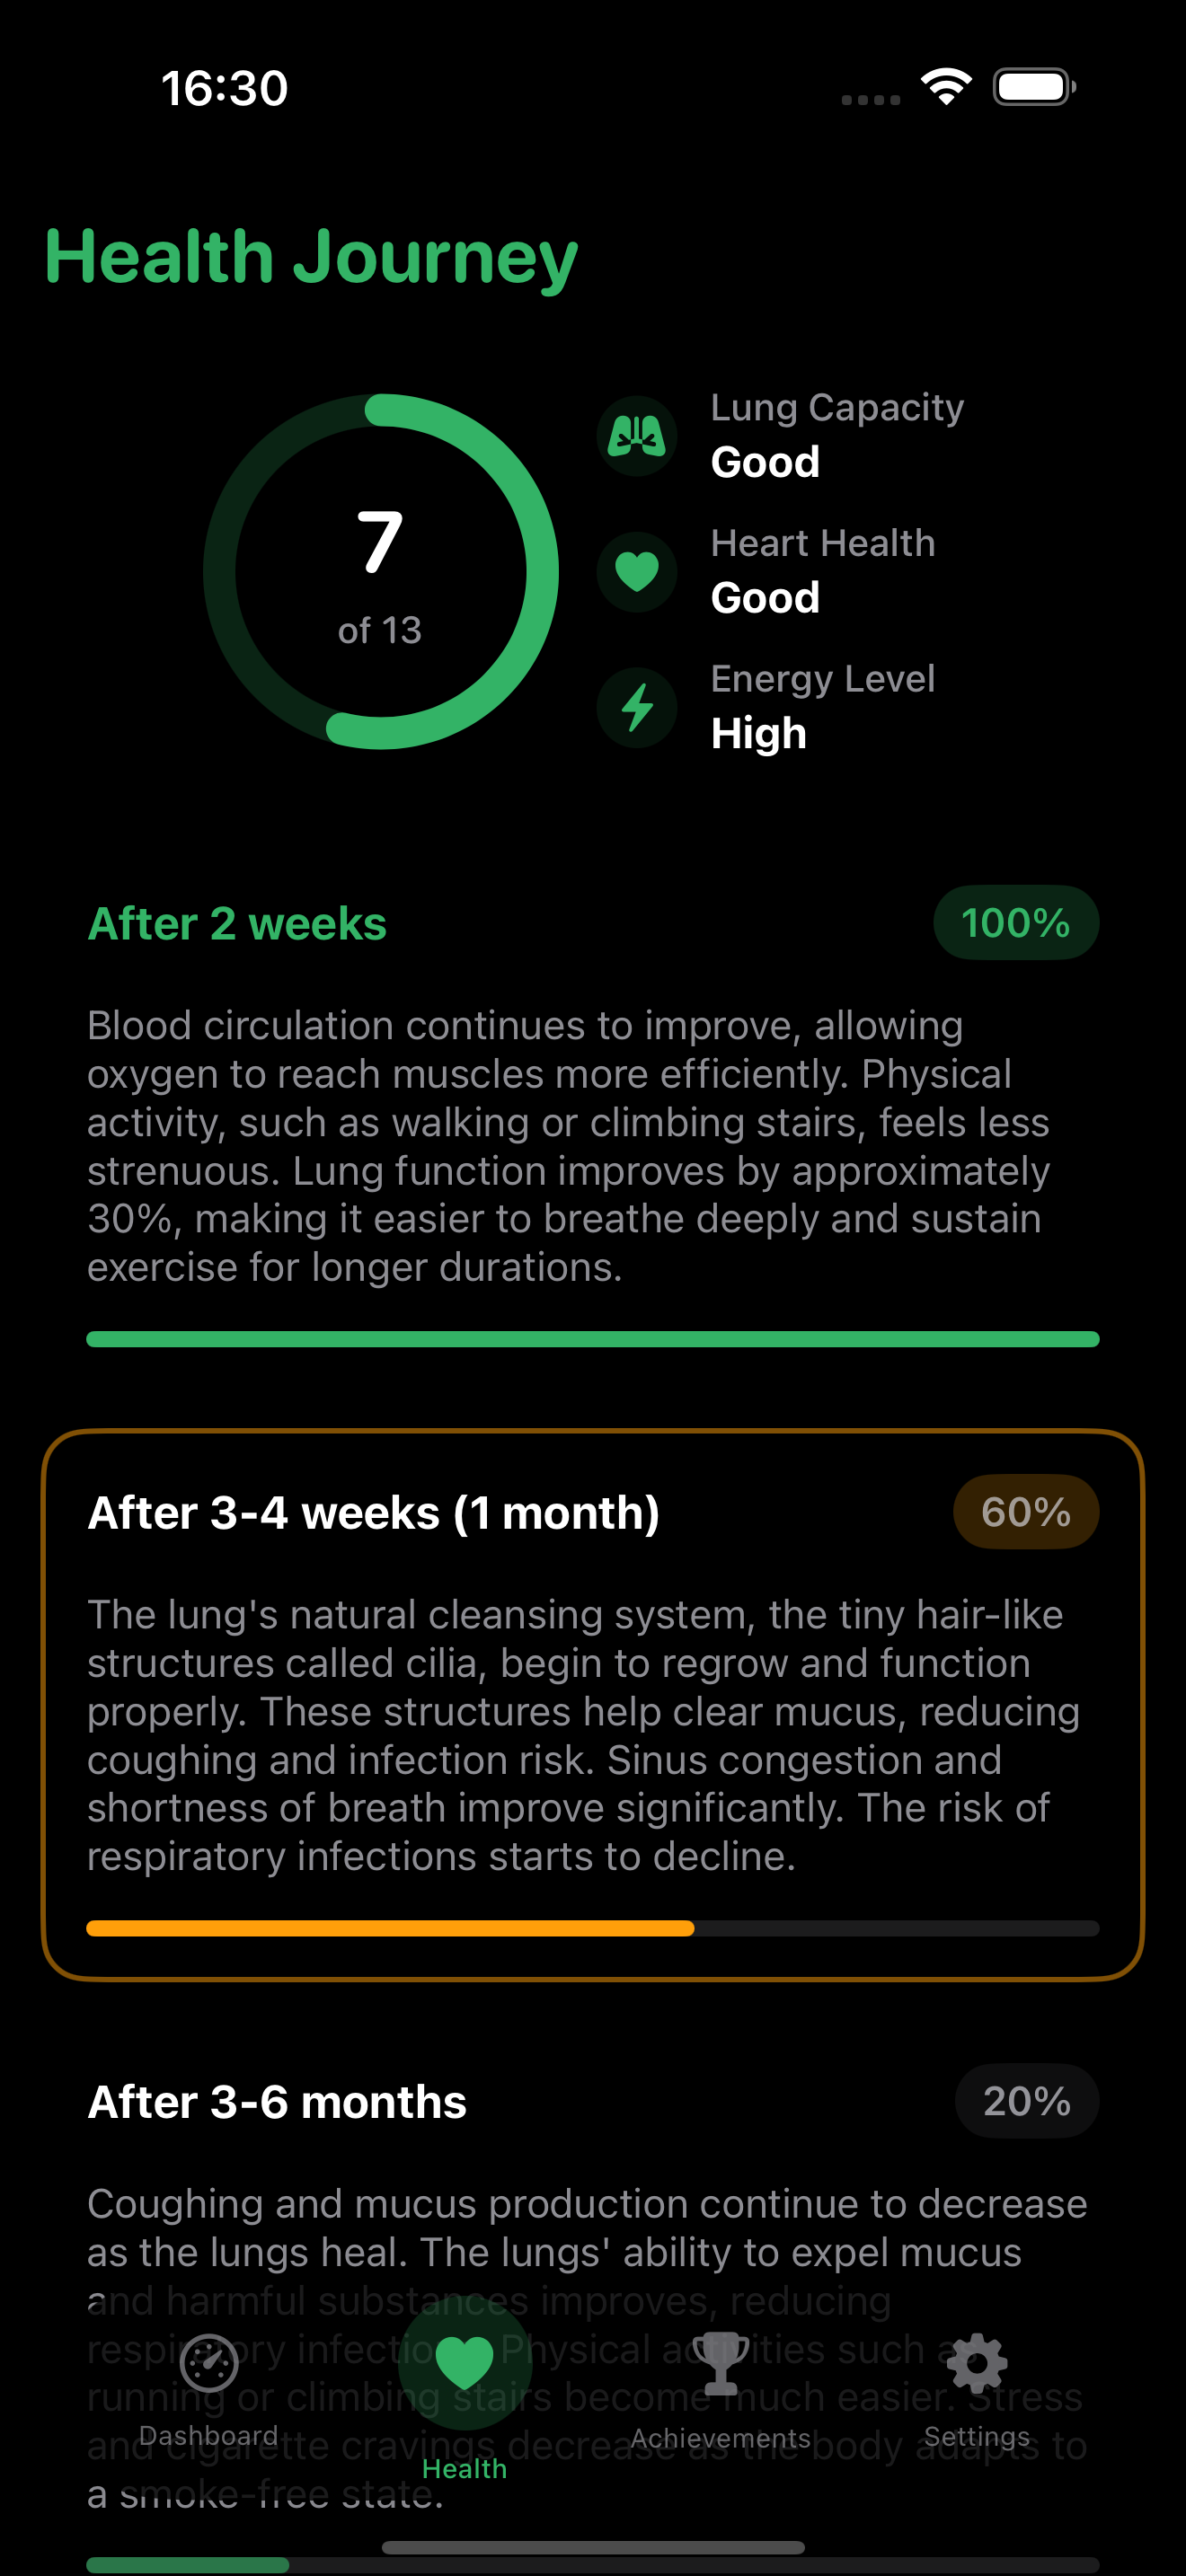 16:30
Health Journey
7
of 13
Lung Capacity
Good
Heart Health
Good
Energy Level
High
After 2 weeks
100%
Blood circulation continues to improve, allowing
oxygen to reach muscles more efficiently. Physical
activity, such as walking or climbing stairs, feels less
strenuous. Lung function improves by approximately
30%, making it easier to breathe deeply and sustain
exercise for longer durations.
After 3-4 weeks (1 month)
60%
The lung's natural cleansing system, the tiny hair-like
structures called cilia, begin to regrow and function
properly. These structures help clear mucus, reducing
coughing and infection risk. Sinus congestion and
shortness of breath improve significantly. The risk of
respiratory infections starts to decline.
After 3-6 months
20%
Coughing and mucus production continue to decrease
as the lungs heal. The lungs' ability to expel mucus
and harmful substances improves, reducing
respiratory infections. Physical activities such as
running or climbing stairs become much easier. Stress
and cigarette cravings decrease as the body adapts to
a smoke-free state.
Dashboard
Health
Achievements
Settings